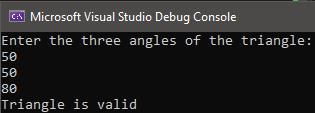 Microsoft Visual Studio Debug Console
Enter the three angles of the triangle:
50
50
80
Triangle is valid